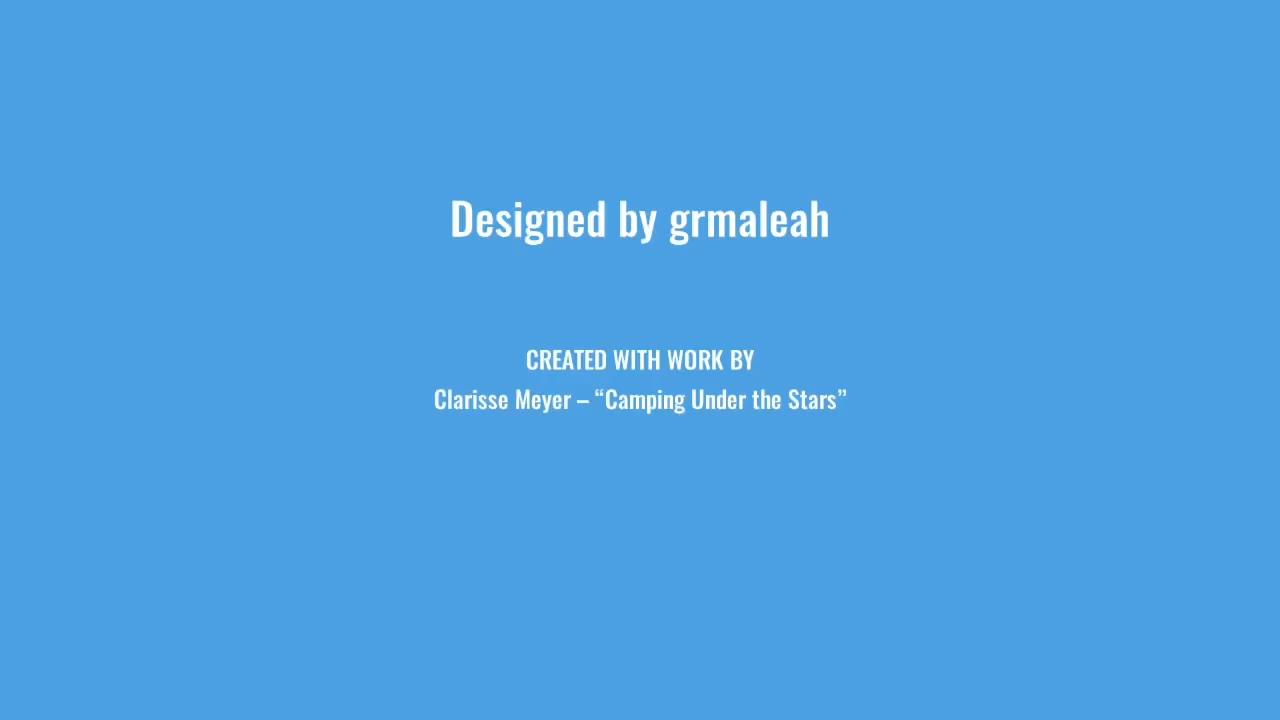 Designed by grmaleah
CREATED WITH WORK BY
Clarisse Meyer – “Camping Under the Stars”